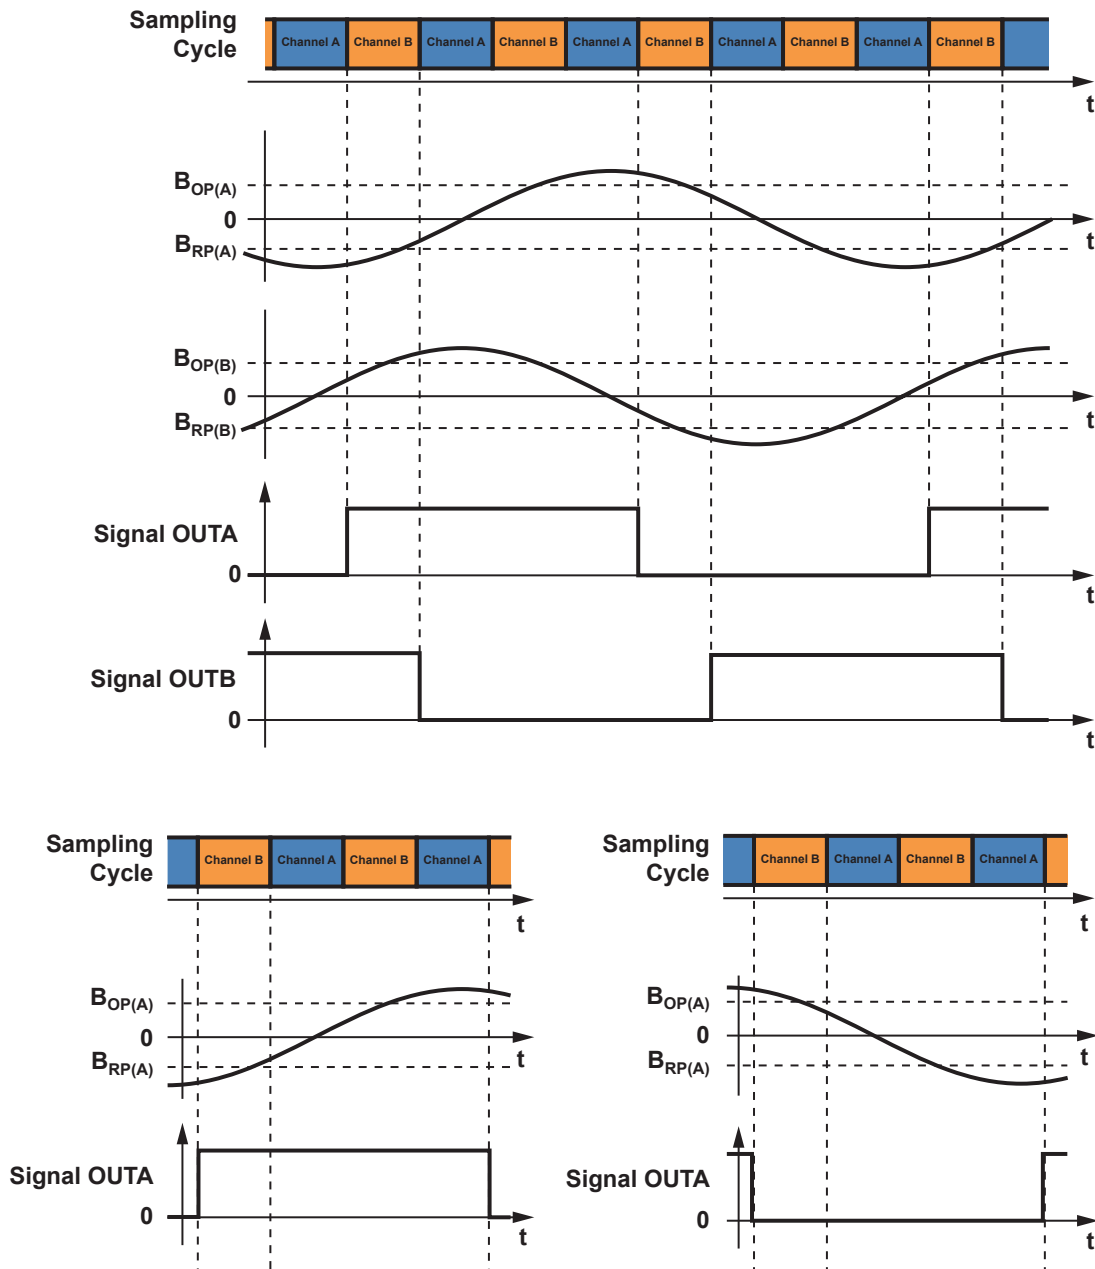 Sampling
Cycle
Channel A Channel B Channel A Channel B Channel A Channel B Channel A Channel B Channel A Channel B
t
BOP(A)
0
BRP(A)
t
BOP(B)
0
BRP(B)
t
Signal OUTA
0
t
Signal OUTB
0
t
Sampling
Cycle
Channel B Channel A Channel B Channel A
t
BOP(A)
0
BRP(A)
t
Signal OUTA
0
t
Sampling
Cycle
Channel B Channel A Channel B Channel A
t
BOP(A)
0
BRP(A)
t
Signal OUTA
0
t